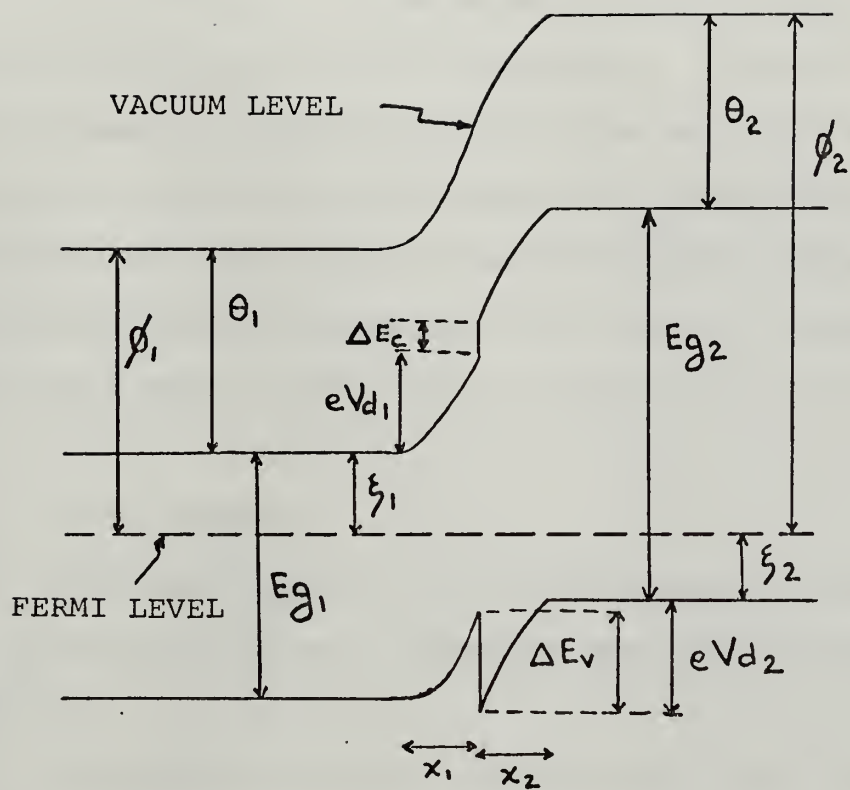 VACUUM LEVEL
θ₂
ϕ₂
θ₁
ϕ₁
ΔEc
Eg₂
eVd₁
ξ₁
ξ₂
Eg₁
FERMI LEVEL
ΔEv
eVd₂
x₁
x₂